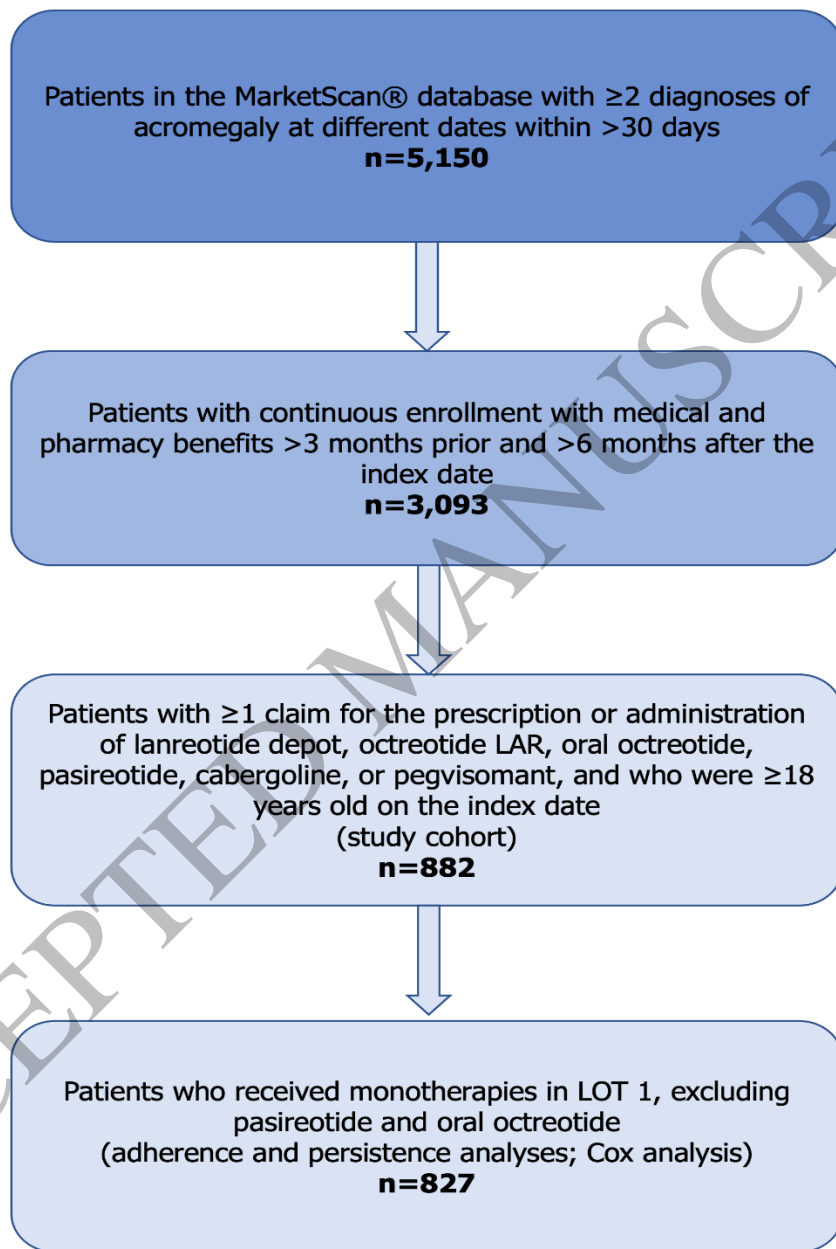 Patients in the MarketScan® database with ≥2 diagnoses of
acromegaly at different dates within >30 days
n=5,150
Patients with continuous enrollment with medical and
pharmacy benefits >3 months prior and >6 months after the
index date
n=3,093
Patients with ≥1 claim for the prescription or administration
of lanreotide depot, octreotide LAR, oral octreotide,
pasireotide, cabergoline, or pegvisomant, and who were ≥18
years old on the index date
(study cohort)
n=882
Patients who received monotherapies in LOT 1, excluding
pasireotide and oral octreotide
(adherence and persistence analyses; Cox analysis)
n=827
CEPTED MANUSCRI